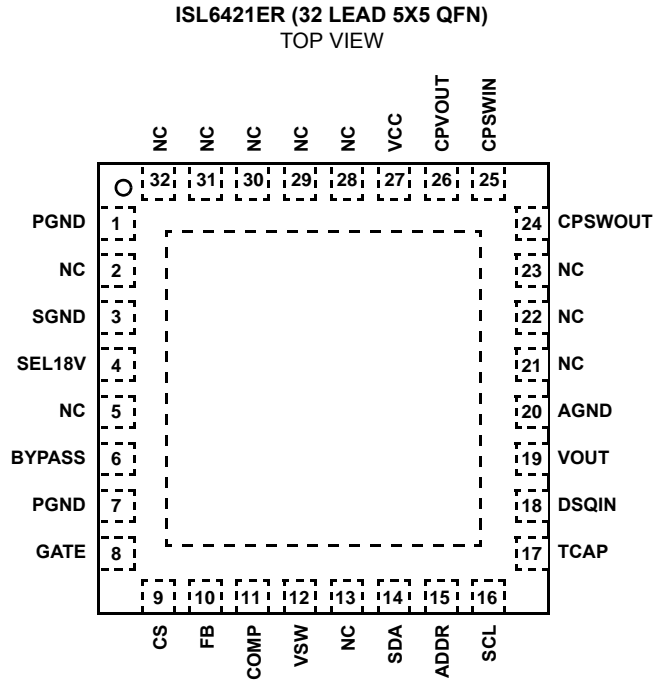 ISL6421ER (32 LEAD 5X5 QFN)
TOP VIEW
NC
NC
NC
NC
NC
VCC
CPVOUT
CPSWIN
32
31
30
29
28
27
26
25
PGND 1
24 CPSWOUT
NC 2
23 NC
SGND 3
22 NC
SEL18V 4
21 NC
NC 5
20 AGND
BYPASS 6
19 VOUT
PGND 7
18 DSQIN
GATE 8
17 TCAP
9
10
11
12
13
14
15
16
CS
FB
COMP
VSW
NC
SDA
ADDR
SCL